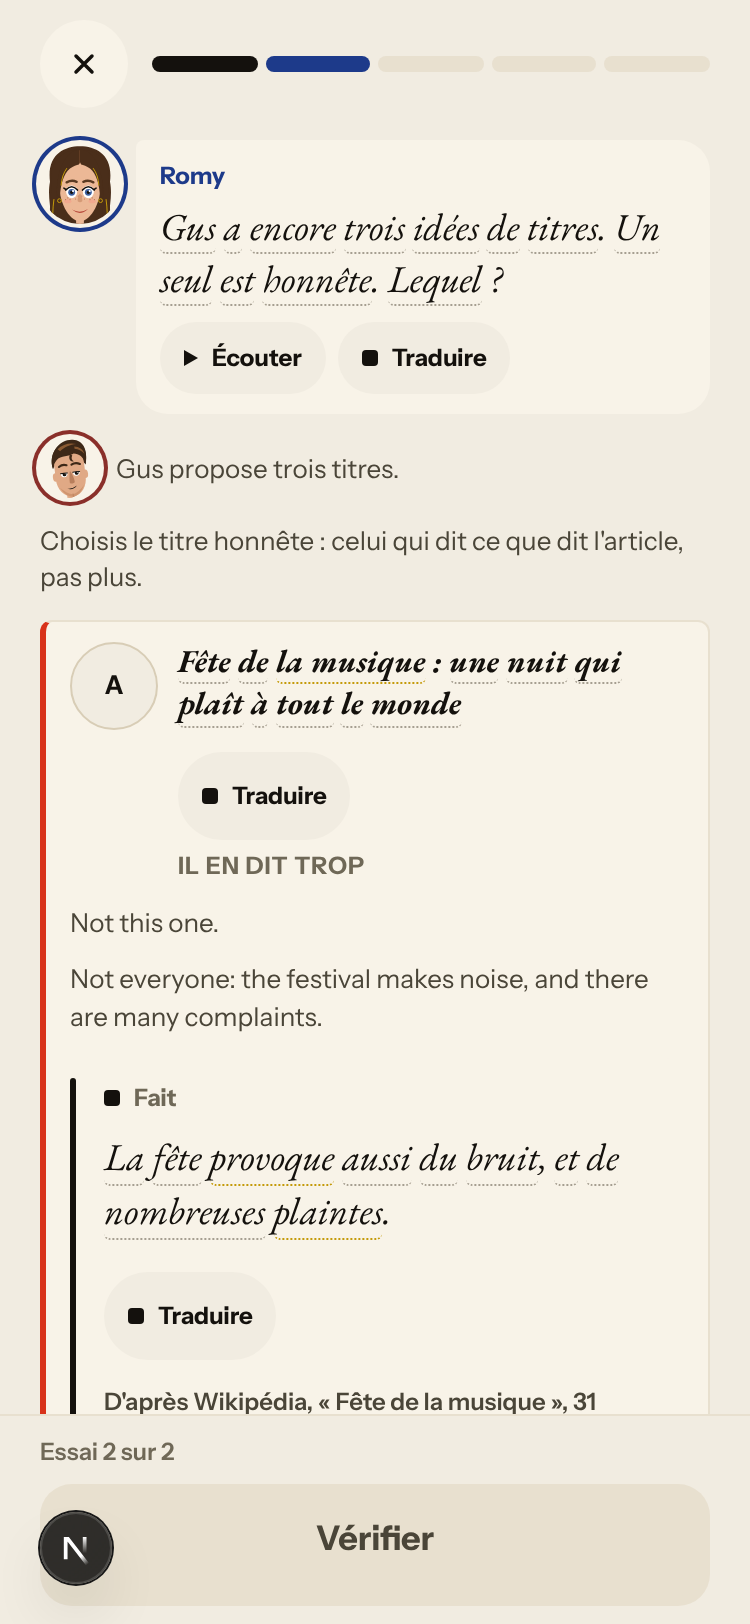 Romy
Gus a encore trois idées de titres. Un
seul est honnête. Lequel ?
Écouter
Traduire
Gus propose trois titres.
Choisis le titre honnête : celui qui dit ce que dit l'article,
pas plus.
A
Fête de la musique : une nuit qui
plaît à tout le monde
Traduire
IL EN DIT TROP
Not this one.
Not everyone: the festival makes noise, and there
are many complaints.
Fait
La fête provoque aussi du bruit, et de
nombreuses plaintes.
Traduire
D'après Wikipédia, « Fête de la musique », 31
Essai 2 sur 2
Vérifier
N